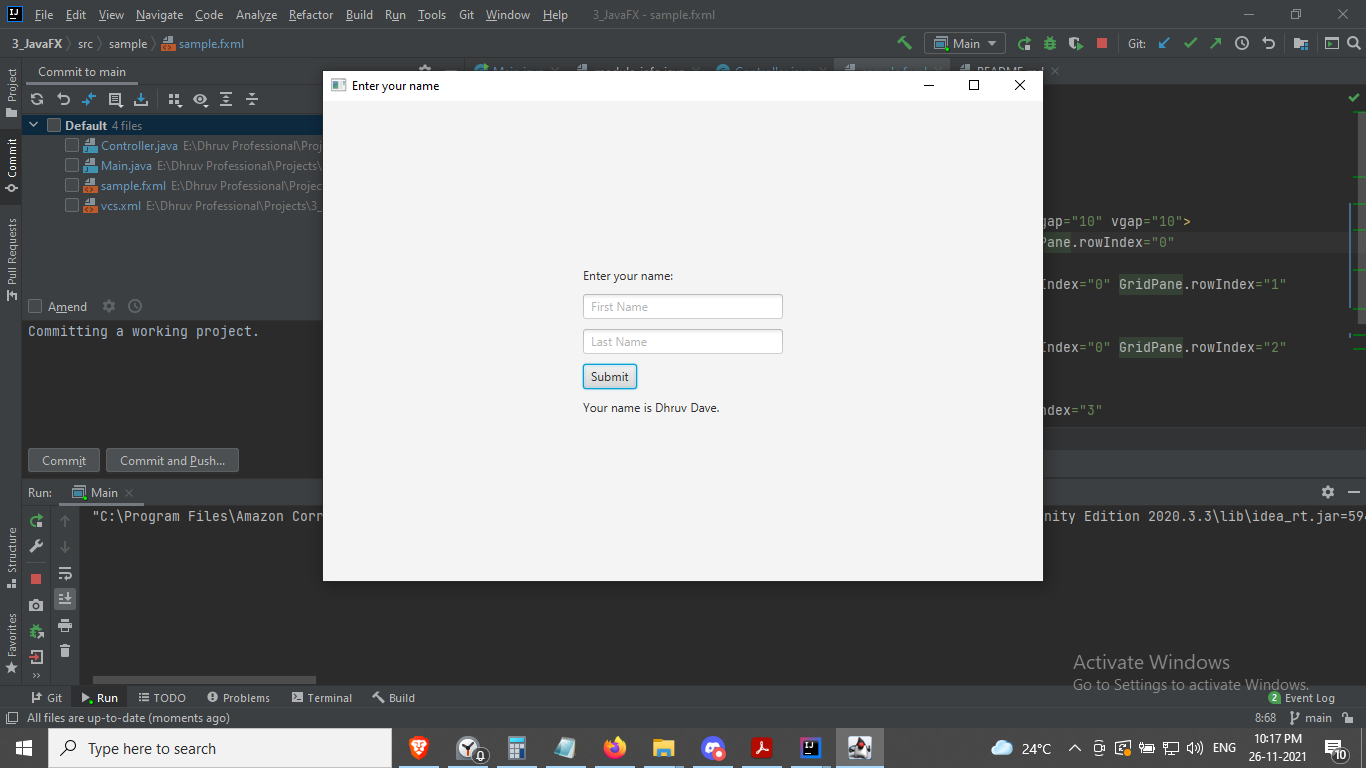 File Edit View Navigate Code Analyze Refactor Build Run Tools Git Window Help 3_JavaFX - sample.fxml
3_JavaFX src sample sample.fxml Main Git:
Project
Commit
Pull Requests
Structure
Favorites
Commit to main
Default 4 files
Controller.java E:\Dhruv Professional\Proj
Main.java E:\Dhruv Professional\Projects\
sample.fxml E:\Dhruv Professional\Projec
vcs.xml E:\Dhruv Professional\Projects\3_
Amend
Committing a working project.
Commit Commit and Push...
Enter your name
Enter your name:
First Name
Last Name
Submit
Your name is Dhruv Dave.
gap="10" vgap="10">
Pane.rowIndex="0"
Index="0" GridPane.rowIndex="1"
Index="0" GridPane.rowIndex="2"
ndex="3"
Run: Main
"C:\Program Files\Amazon Corr
nity Edition 2020.3.3\lib\idea_rt.jar=594
Activate Windows
Go to Settings to activate Windows.
Git Run TODO Problems Terminal Build 2 Event Log
All files are up-to-date (moments ago) 8:68 main
Type here to search 0 24°C ENG 10:17 PM
26-11-2021
10